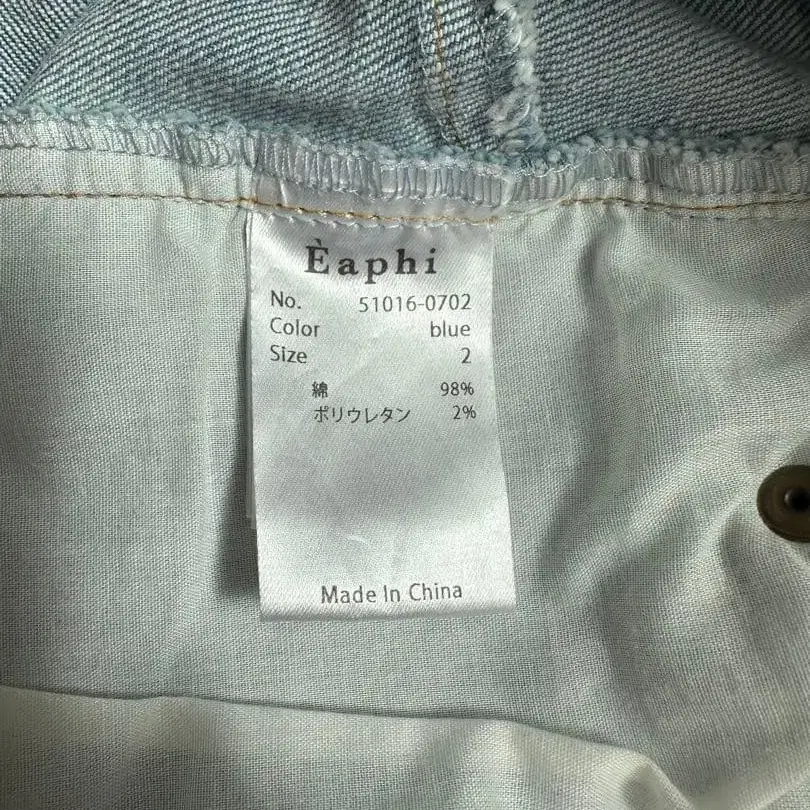 Èaphi
No. 51016-0702
Color blue
Size 2
綿 98%
ポリウレタン 2%
Made In China